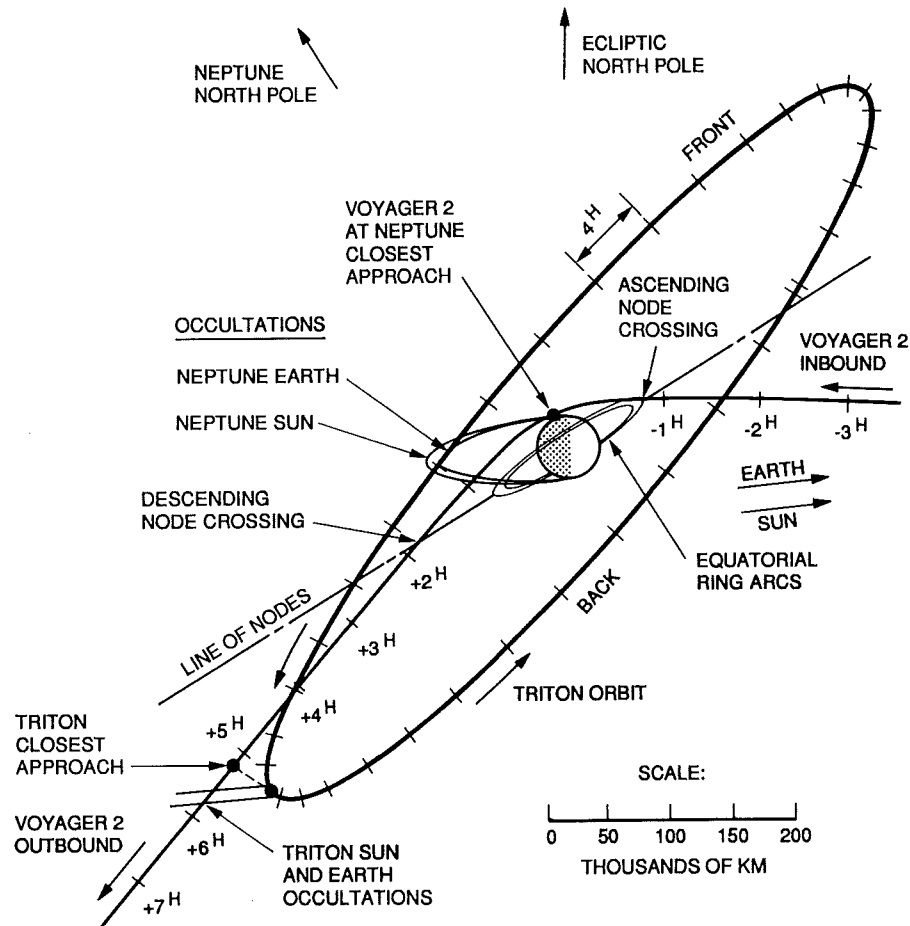 NEPTUNE
NORTH POLE
ECLIPTIC
NORTH POLE
FRONT
VOYAGER 2
AT NEPTUNE
CLOSEST
APPROACH
4 H
ASCENDING
NODE
CROSSING
OCCULTATIONS
NEPTUNE EARTH
NEPTUNE SUN
VOYAGER 2
INBOUND
-1 H
-2 H
-3 H
EARTH
SUN
DESCENDING
NODE CROSSING
EQUATORIAL
RING ARCS
+2 H
BACK
LINE OF NODES
+3 H
TRITON ORBIT
+4 H
+5 H
TRITON
CLOSEST
APPROACH
SCALE:
0 50 100 150 200
THOUSANDS OF KM
VOYAGER 2
OUTBOUND
+6 H
TRITON SUN
AND EARTH
OCCULTATIONS
+7 H